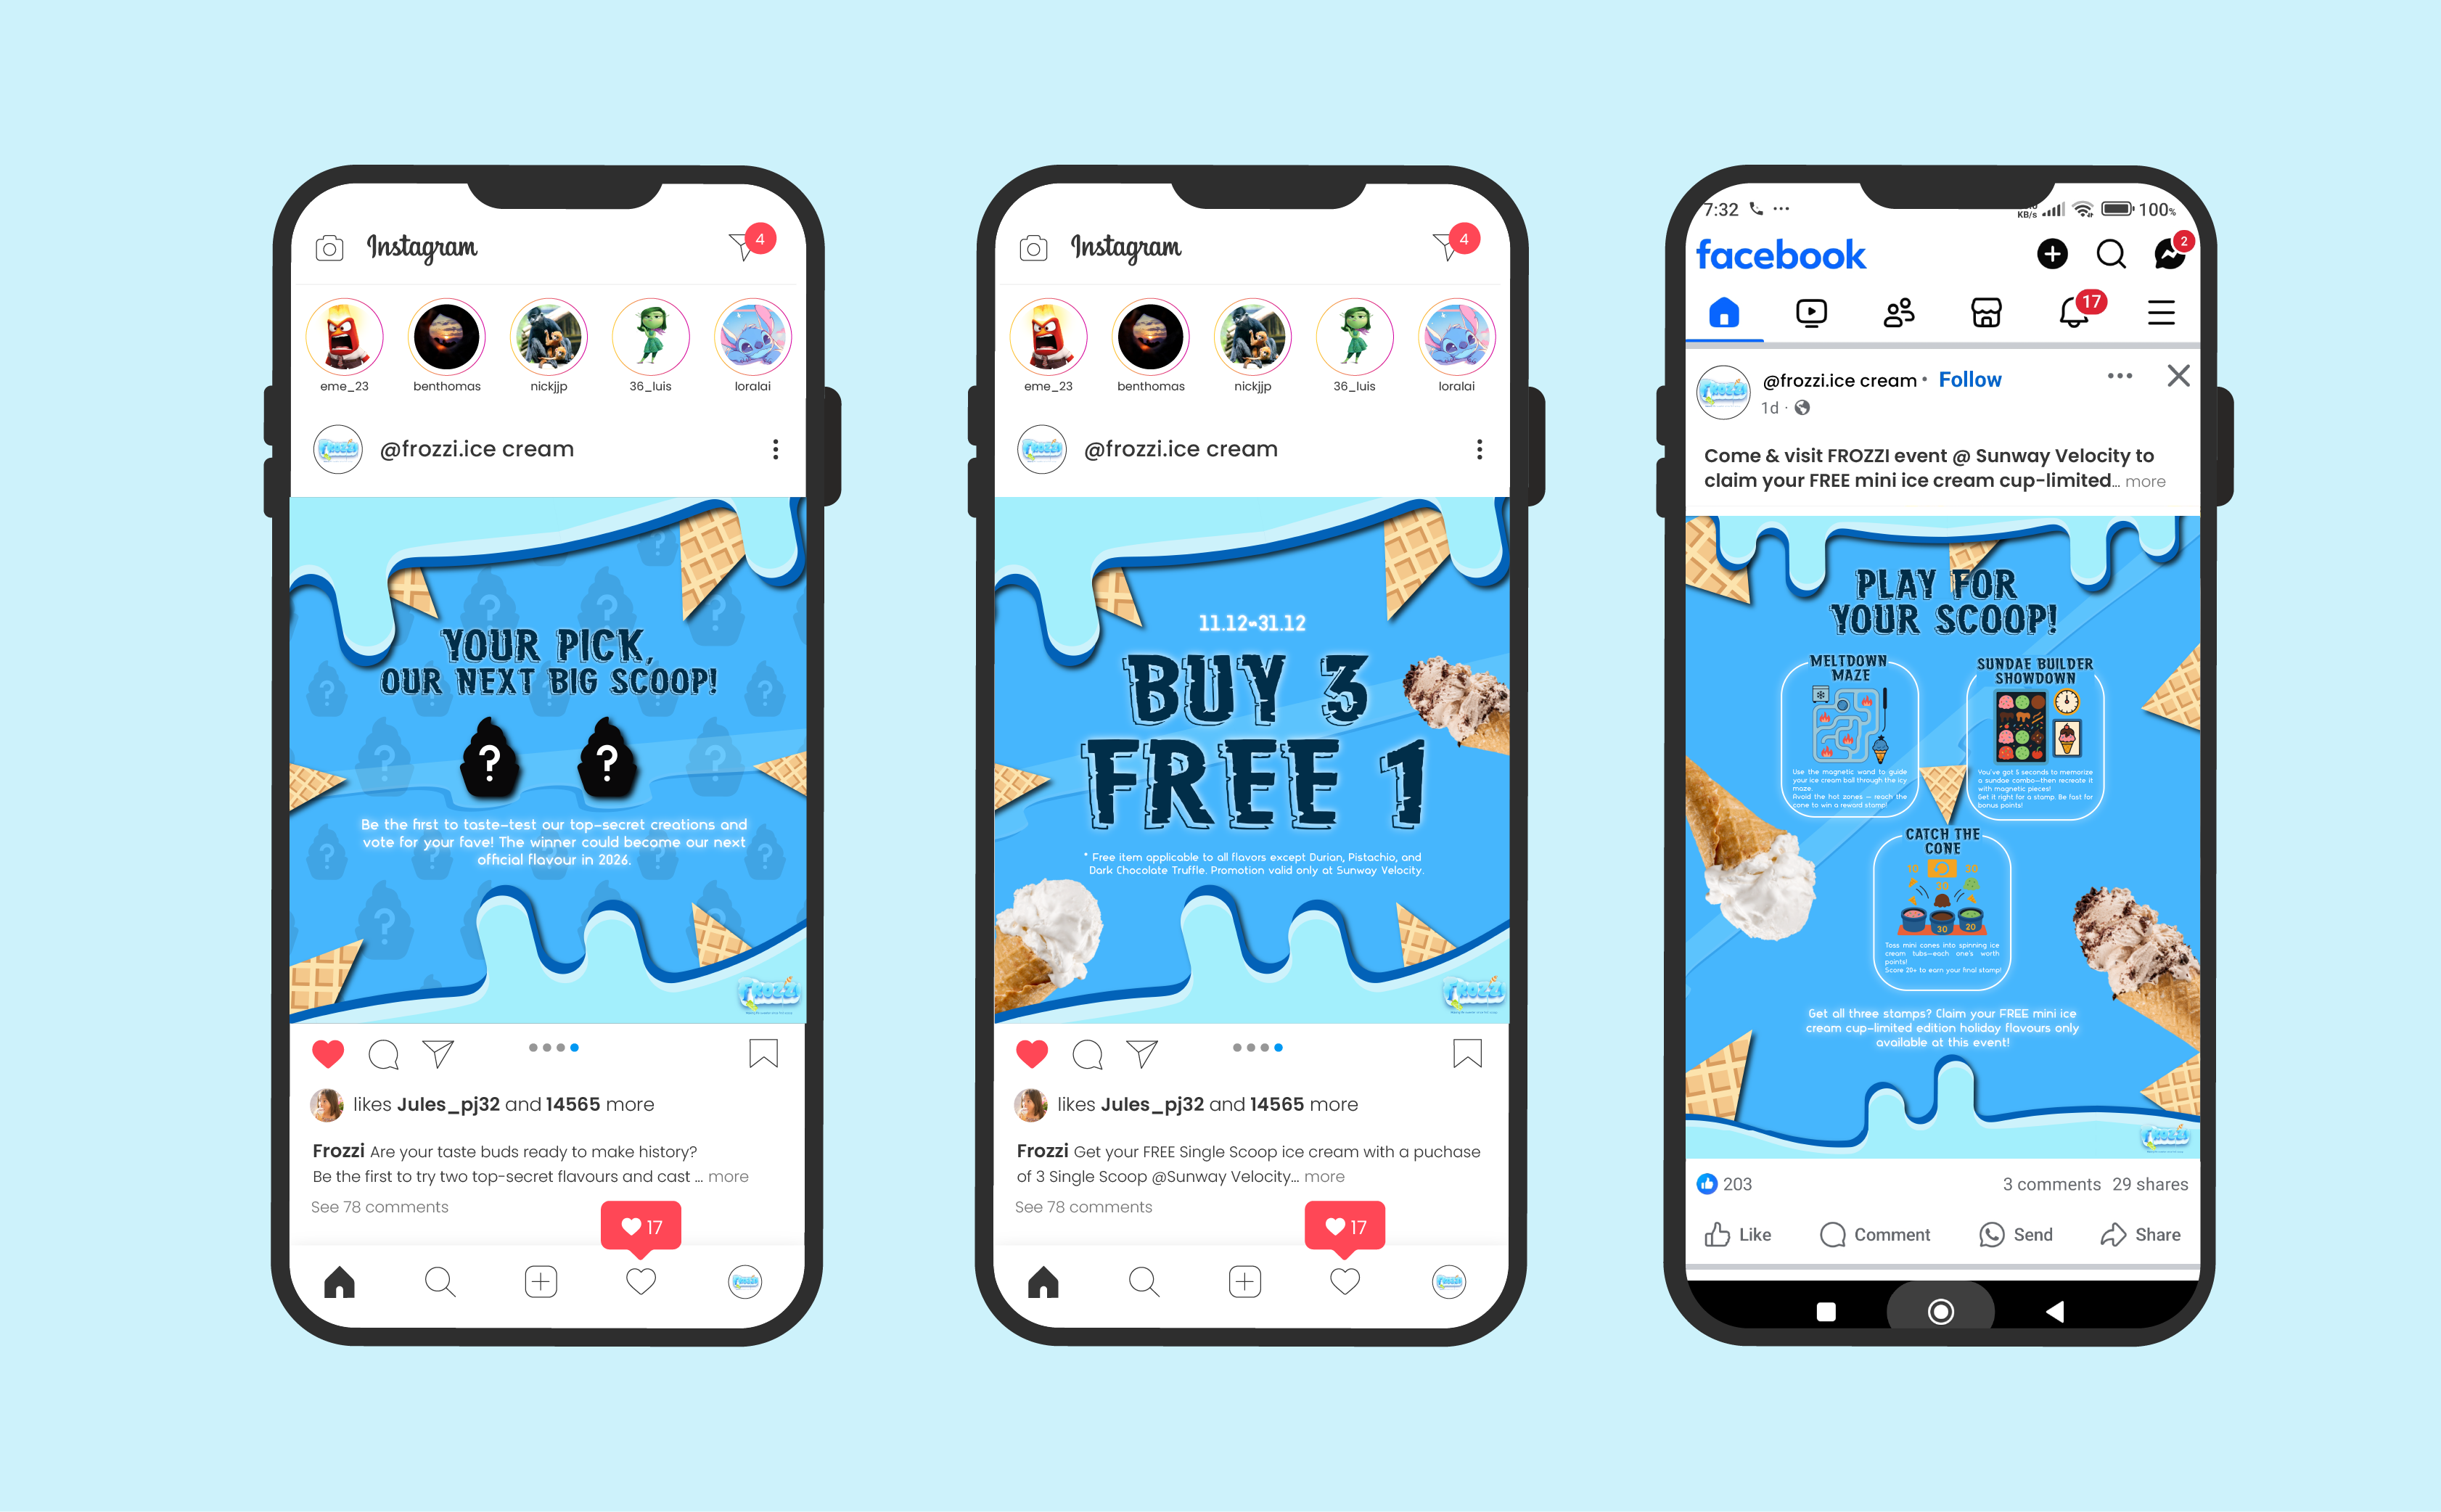 Instagram
4
eme_23
benthomas
nickjjp
36_luis
loralai
@frozzi.ice cream
YOUR PICK,
OUR NEXT BIG SCOOP!
? ?
Be the first to taste-test our top-secret creations and
vote for your fave! The winner could become our next
official flavour in 2026.
Frozzi
likes Jules_pj32 and 14565 more
Frozzi Are your taste buds ready to make history?
Be the first to try two top-secret flavours and cast ... more
See 78 comments
17
Instagram
4
eme_23
benthomas
nickjjp
36_luis
loralai
@frozzi.ice cream
11.12-31.12
BUY 3
FREE 1
* Free item applicable to all flavors except Durian, Pistachio, and
Dark Chocolate Truffle. Promotion valid only at Sunway Velocity.
Frozzi
likes Jules_pj32 and 14565 more
Frozzi Get your FREE Single Scoop ice cream with a puchase
of 3 Single Scoop @Sunway Velocity... more
See 78 comments
17
7:32
KB/s
100%
facebook
2
17
@frozzi.ice cream • Follow
1d ·
Come & visit FROZZI event @ Sunway Velocity to
claim your FREE mini ice cream cup-limited... more
PLAY FOR
YOUR SCOOP!
MELTDOWN
MAZE
Use the magnetic wand to guide
your ice cream ball through the icy
maze.
Avoid the hot zones — reach the
cone to win a reward stamp!
SUNDAE BUILDER
SHOWDOWN
You've got 5 seconds to memorize
a sundae combo—then recreate it
with magnetic pieces!
Get it right for a stamp. Be fast for
bonus points!
CATCH THE
CONE
10
30
30
30
20
Toss mini cones into spinning ice
cream tubs—each one's worth
points!
Score 20+ to earn your final stamp!
Get all three stamps? Claim your FREE mini ice
cream cup-limited edition holiday flavours only
available at this event!
Frozzi
203
3 comments 29 shares
Like
Comment
Send
Share